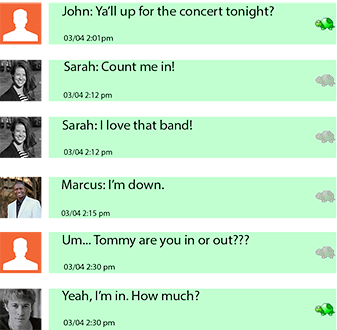 John: Ya'll up for the concert tonight?
03/04 2:01pm
Sarah: Count me in!
03/04 2:12 pm
Sarah: I love that band!
03/04 2:12 pm
Marcus: I'm down.
03/04 2:15 pm
Um... Tommy are you in or out???
03/04 2:30 pm
Yeah, I'm in. How much?
03/04 2:30 pm